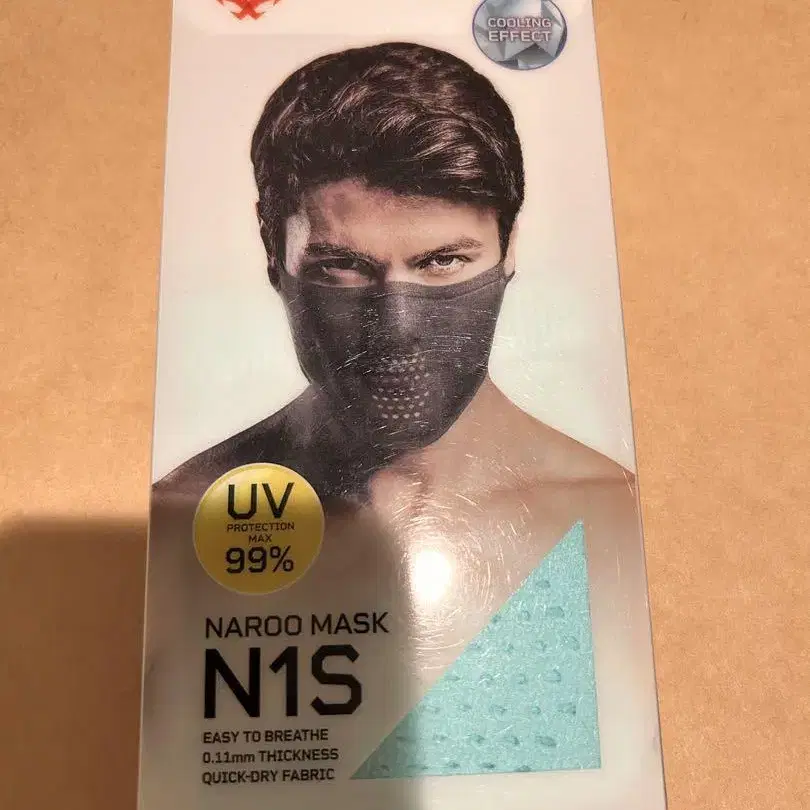 COOLING
EFFECT
UV
PROTECTION
MAX
99%
NAROO MASK
N1S
EASY TO BREATHE
0.11mm THICKNESS
QUICK-DRY FABRIC